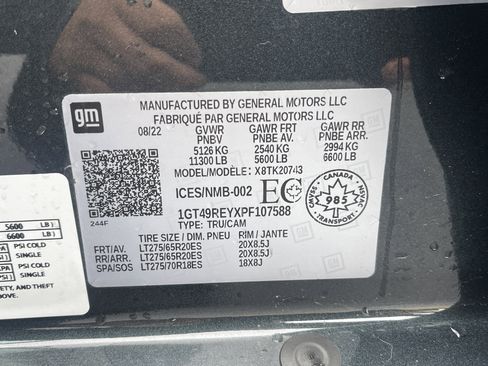 gm
MANUFACTURED BY GENERAL MOTORS LLC
FABRIQUÉ PAR GENERAL MOTORS LLC
08/22 GVWR GAWR FRT GAWR RR
PNBV PNBE AV. PNBE ARR.
5126 KG 2540 KG 2994 KG
11300 LB 5600 LB 6600 LB
MODEL/MODÈLE: X8TK20743
ICES/NMB-002 EC
1GT49REYXPF107588
TYPE: TRU/CAM
244F
TIRE SIZE / DIM. PNEU RIM / JANTE
FRT/AV. LT275/65R20ES 20X8.5J
RR/ARR. LT275/65R20ES 20X8.5J
SPA/SOS LT275/70R18ES 18X8J
CANADA
985
TRANSPORT
5600 LB)
6600 LB)
PSI COLD
SINGLE
PSI COLD
SINGLE
SAFETY, AND
ABOVE.